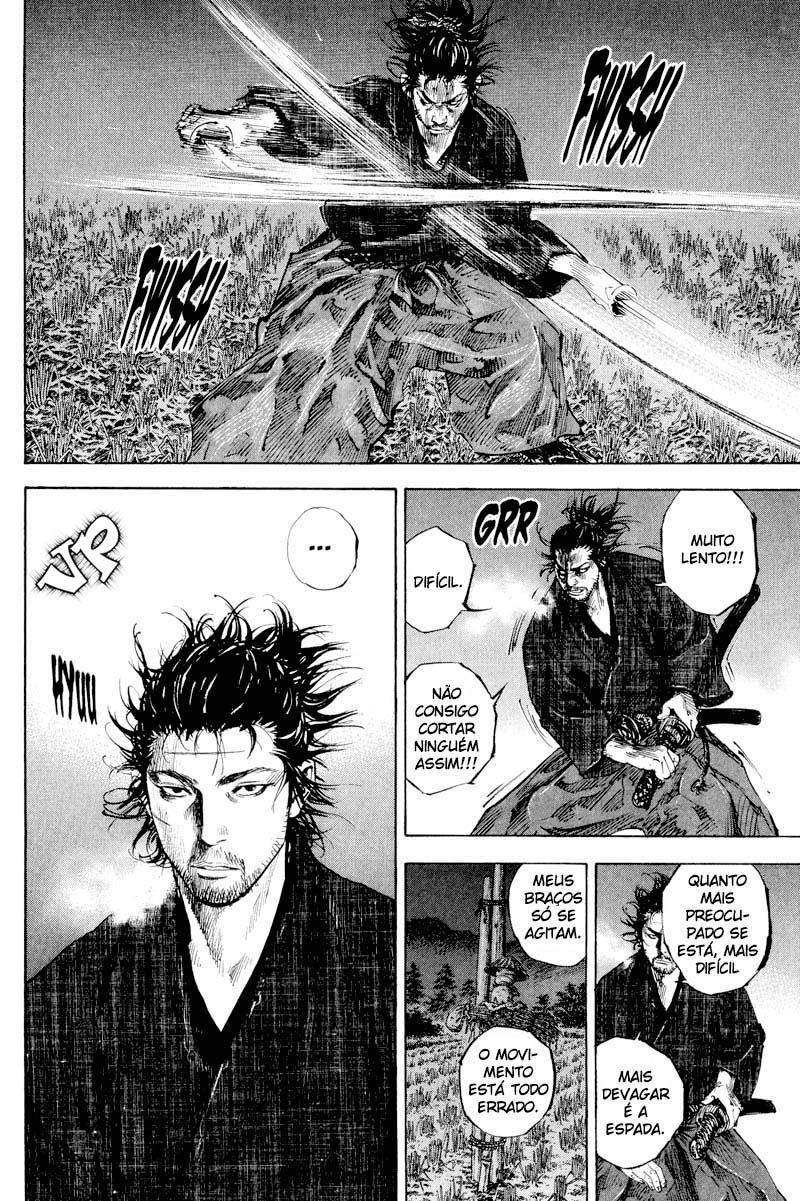 FWISSH
FWISSH
GRR
MUITO
LENTO!!!
DIFÍCIL.
NÃO
CONSIGO
CORTAR
NINGUÉM
ASSIM!!!
QUANTO
MAIS
PREOCU-
PADO SE
ESTÁ, MAIS
DIFÍCIL
MAIS
DEVAGAR
É A
ESPADA.
MEUS
BRAÇOS
SÓ SE
AGITAM.
O MOVI-
MENTO
ESTÁ TODO
ERRADO.
...
VP
HYUU